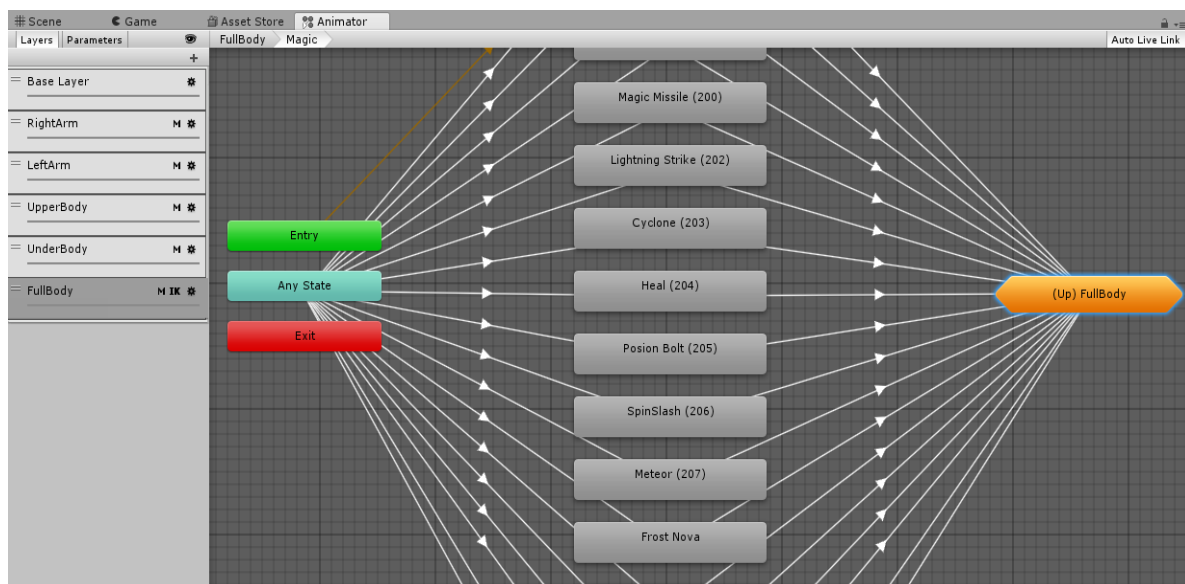 Scene
Game
Asset Store
Animator
Layers
Parameters
FullBody
Magic
Auto Live Link
+
Base Layer
RightArm M
LeftArm M
UpperBody M
UnderBody M
FullBody M IK
Magic Missile (200)
Lightning Strike (202)
Cyclone (203)
Entry
Any State
Heal (204)
(Up) FullBody
Exit
Posion Bolt (205)
SpinSlash (206)
Meteor (207)
Frost Nova